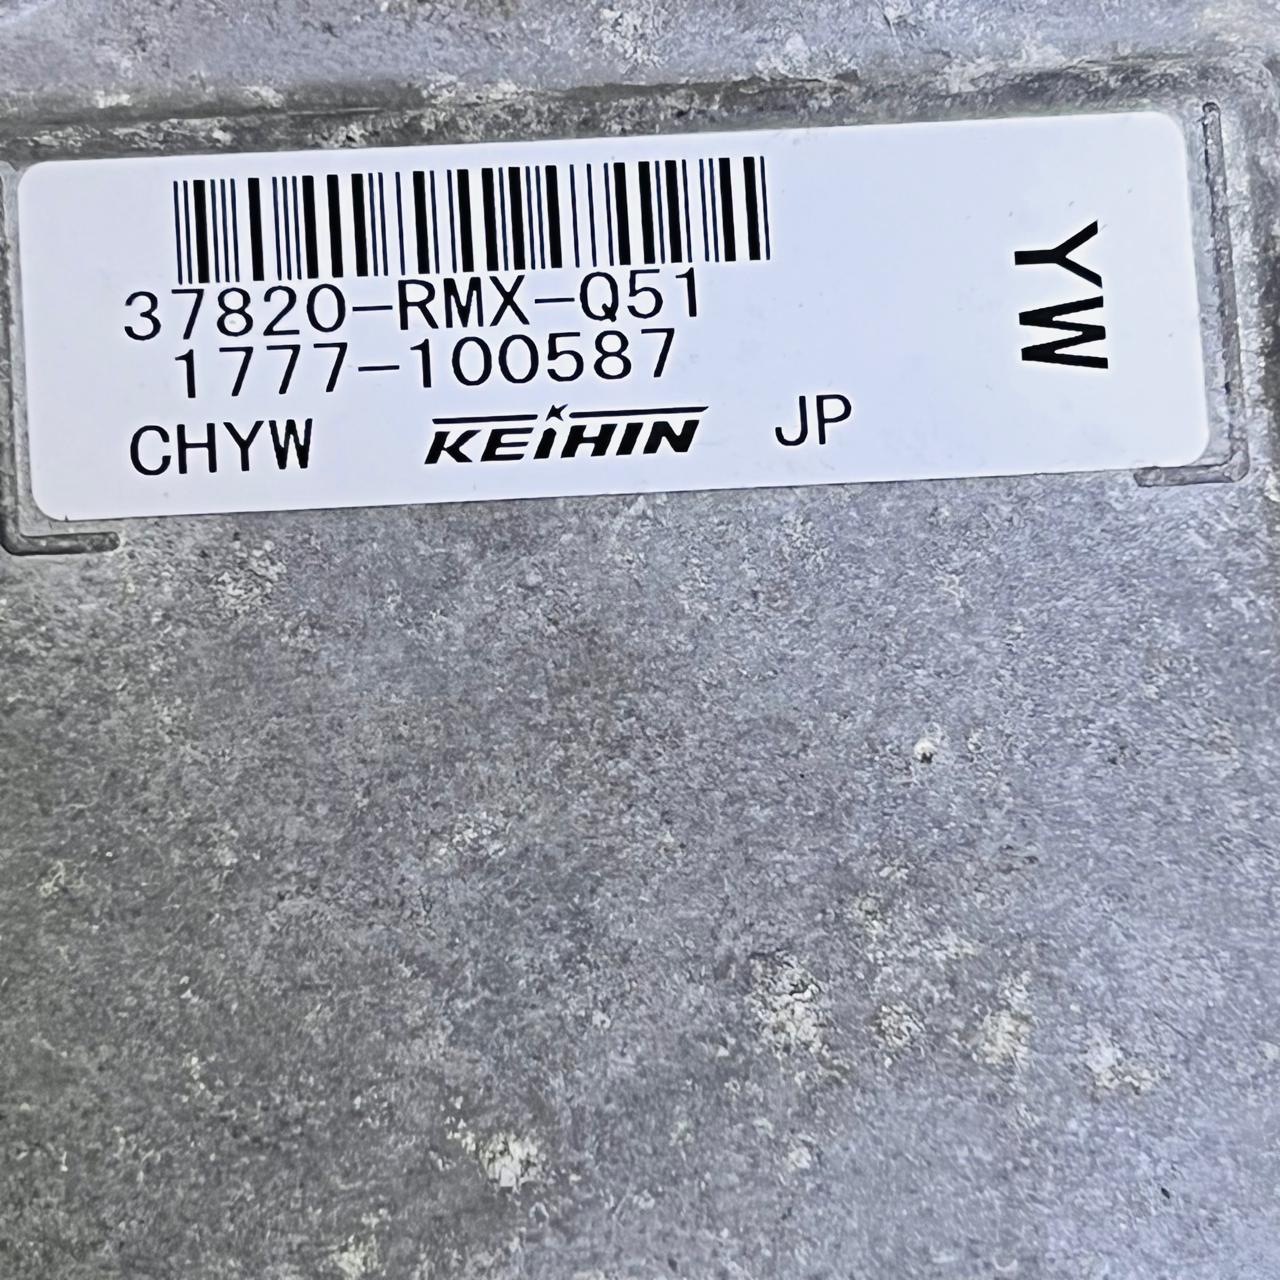 37820-RMX-Q51
1777-100587
CHYW KEIHIN JP
YW